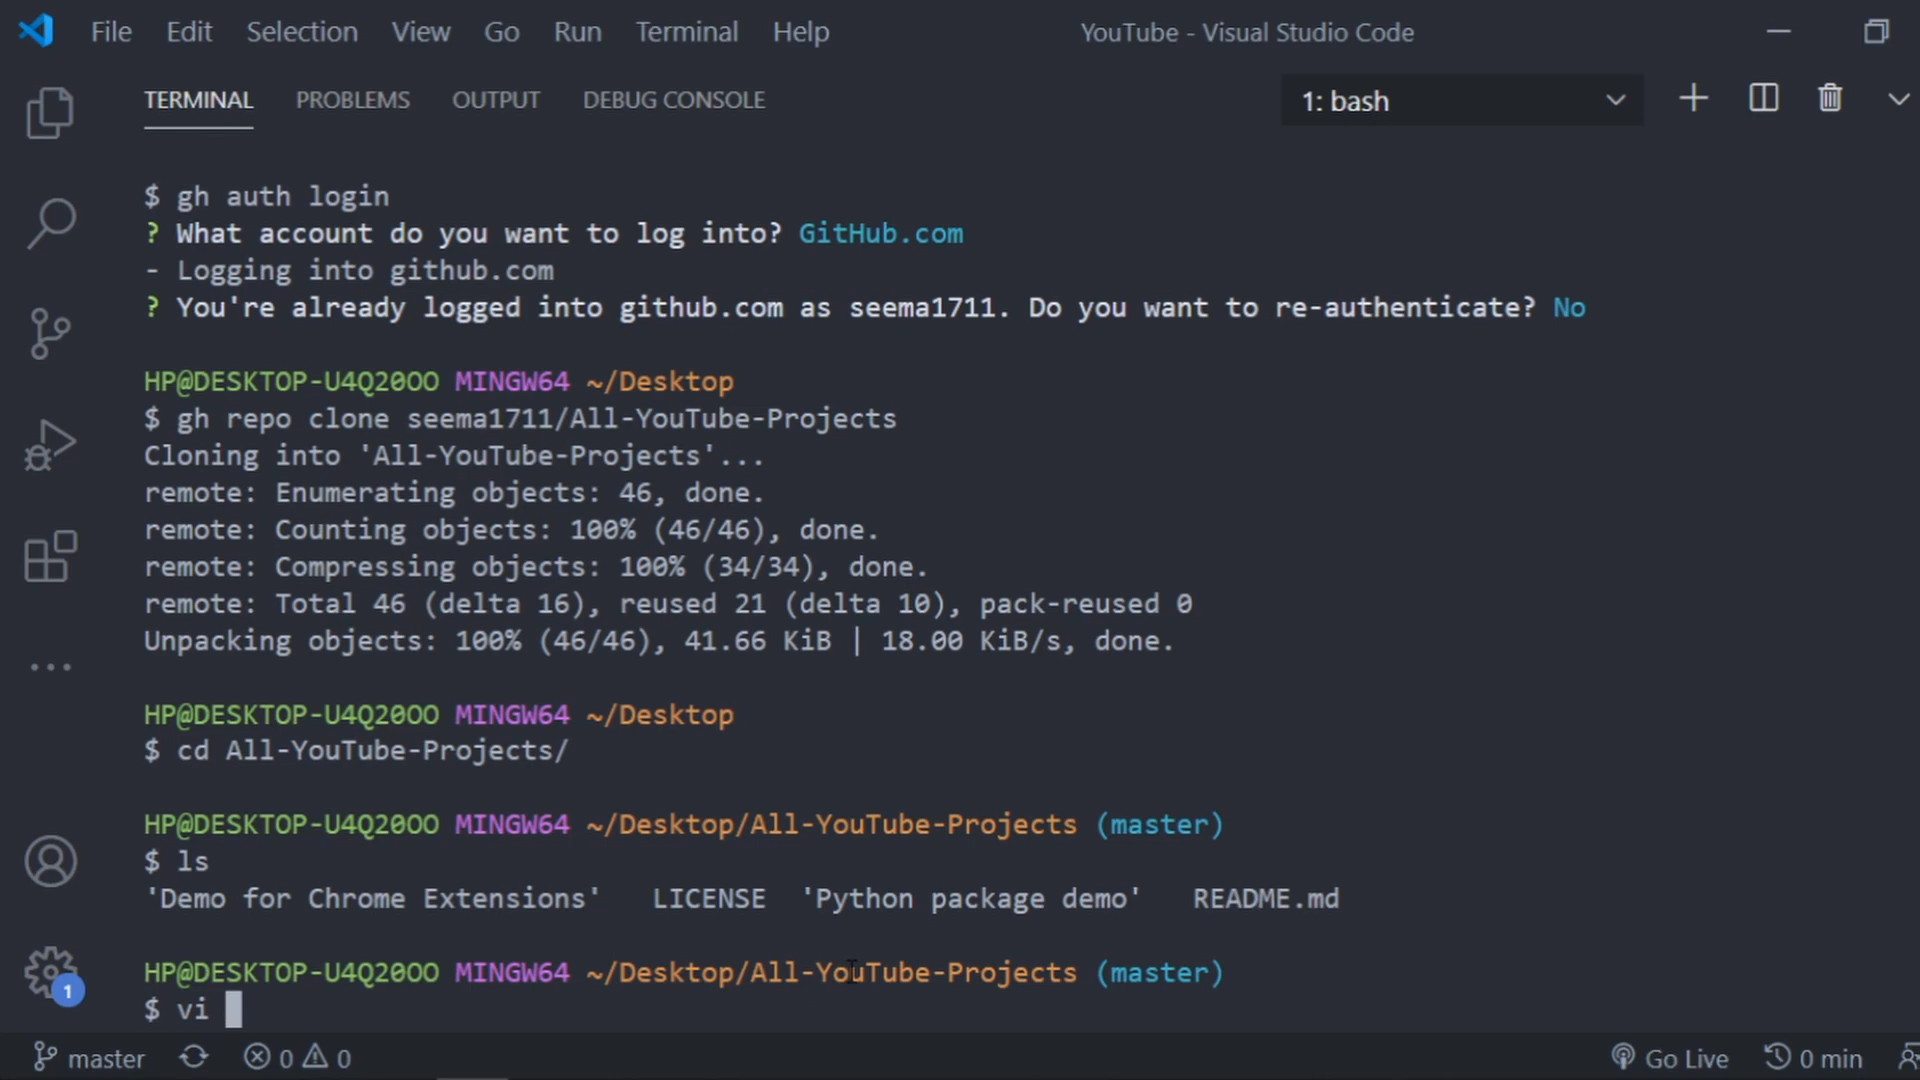 File Edit Selection View Go Run Terminal Help YouTube - Visual Studio Code
TERMINAL PROBLEMS OUTPUT DEBUG CONSOLE 1: bash
$ gh auth login
? What account do you want to log into? GitHub.com
- Logging into github.com
? You're already logged into github.com as seema1711. Do you want to re-authenticate? No
HP@DESKTOP-U4Q20OO MINGW64 ~/Desktop
$ gh repo clone seema1711/All-YouTube-Projects
Cloning into 'All-YouTube-Projects'...
remote: Enumerating objects: 46, done.
remote: Counting objects: 100% (46/46), done.
remote: Compressing objects: 100% (34/34), done.
remote: Total 46 (delta 16), reused 21 (delta 10), pack-reused 0
Unpacking objects: 100% (46/46), 41.66 KiB | 18.00 KiB/s, done.
HP@DESKTOP-U4Q20OO MINGW64 ~/Desktop
$ cd All-YouTube-Projects/
HP@DESKTOP-U4Q20OO MINGW64 ~/Desktop/All-YouTube-Projects (master)
$ ls
'Demo for Chrome Extensions' LICENSE 'Python package demo' README.md
HP@DESKTOP-U4Q20OO MINGW64 ~/Desktop/All-YouTube-Projects (master)
1
$ vi
master 0 0 Go Live 0 min